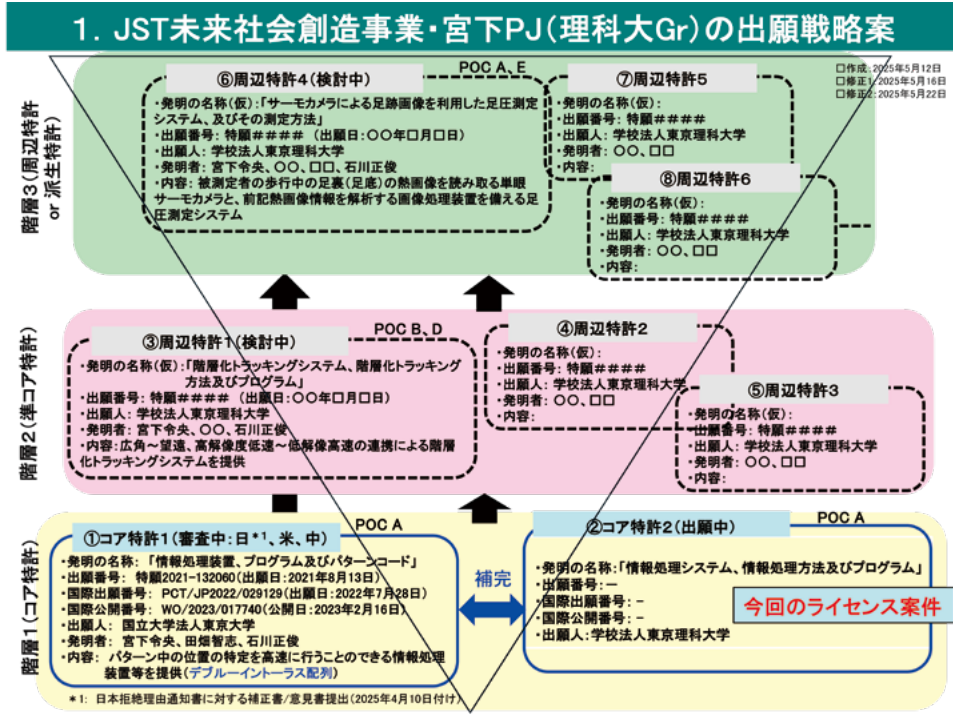 1. JST未来社会創造事業・宮下PJ(理科大Gr)の出願戦略案
□作成:2025年5月12日
□修正1:2025年5月16日
□修正2:2025年5月22日
階層3(周辺特許
or 派生特許)
POC A、E
⑥周辺特許4(検討中)
・発明の名称(仮):「サーモカメラによる足跡画像を利用した足圧測定
システム、及びその測定方法」
・出願番号: 特願#### (出願日:〇〇年□月□日)
・出願人: 学校法人東京理科大学
・発明者: 宮下令央、〇〇、□□、石川正俊
・内容: 被測定者の歩行中の足裏(足底)の熱画像を読み取る単眼
サーモカメラと、前記熱画像情報を解析する画像処理装置を備える足
圧測定システム
⑦周辺特許5
・発明の名称(仮):
・出願番号: 特願####
・出願人: 学校法人東京理科大学
・発明者: 〇〇、□□
・内容:
⑧周辺特許6
・発明の名称(仮):
・出願番号: 特願####
・出願人: 学校法人東京理科大学
・発明者: 〇〇、□□
・内容:
階層2(準コア特許)
POC B、D
③周辺特許1(検討中)
・発明の名称(仮):「階層化トラッキングシステム、階層化トラッキング
方法及びプログラム」
・出願番号: 特願#### (出願日:〇〇年□月□日)
・出願人: 学校法人東京理科大学
・発明者: 宮下令央、〇〇、石川正俊
・内容:広角~望遠、高解像度低速~低解像高速の連携による階層
化トラッキングシステムを提供
④周辺特許2
・発明の名称(仮):
・出願番号: 特願####
・出願人: 学校法人東京理科大学
・発明者: 〇〇、□□
・内容:
⑤周辺特許3
・発明の名称(仮):
・出願番号: 特願####
・出願人: 学校法人東京理科大学
・発明者: 〇〇、□□
・内容:
階層1(コア特許)
POC A
①コア特許1(審査中:日*1、米、中)
・発明の名称: 「情報処理装置、プログラム及びパターンコード」
・出願番号: 特願2021-132060(出願日:2021年8月13日)
・国際出願番号: PCT/JP2022/029129(出願日:2022年7月28日)
・国際公開番号: WO/2023/017740(公開日:2023年2月16日)
・出願人: 国立大学法人東京大学
・発明者: 宮下令央、田畑智志、石川正俊
・内容: パターン中の位置の特定を高速に行うことのできる情報処理
装置等を提供(デブルーイントーラス配列)
補完
POC A
②コア特許2(出願中)
・発明の名称:「情報処理システム、情報処理方法及びプログラム」
・出願番号:-
・国際出願番号:-
・国際公開番号:-
・出願人:学校法人東京理科大学
今回のライセンス案件
*1: 日本拒絶理由通知書に対する補正書/意見書提出(2025年4月10日付け)